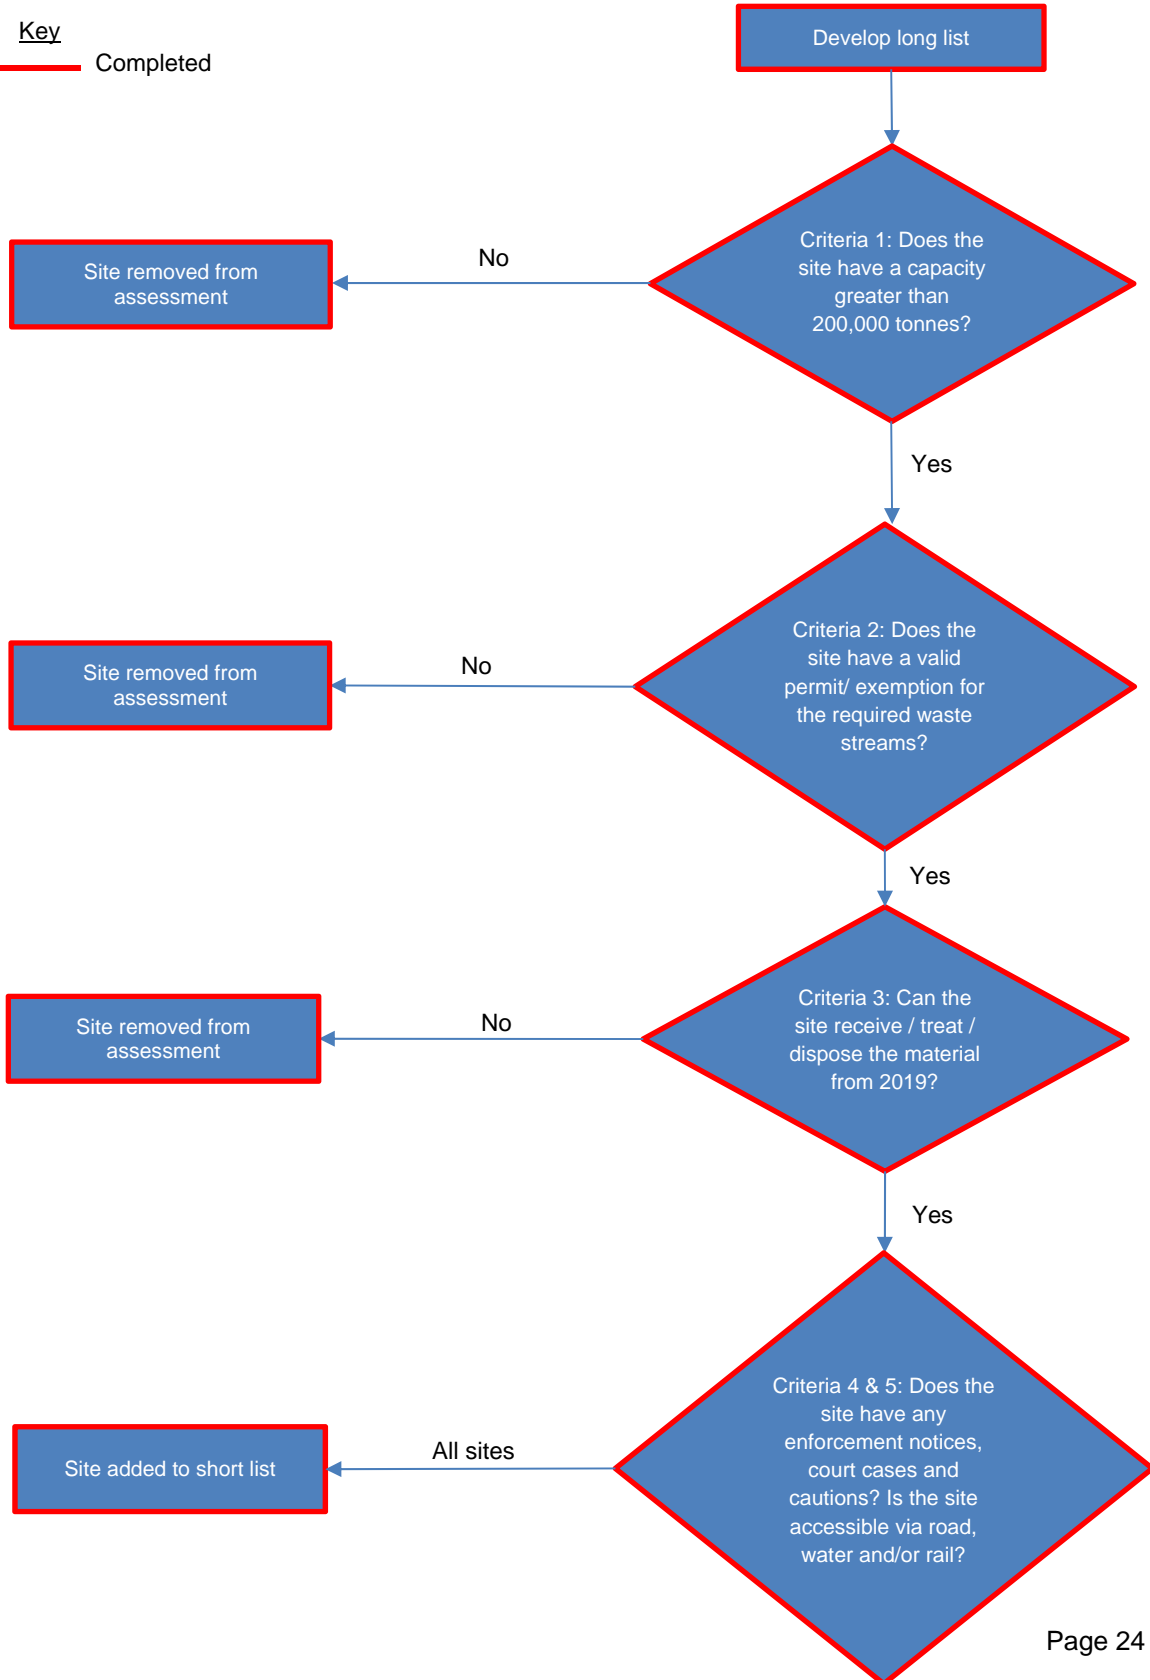 Key
Completed
Develop long list
Criteria 1: Does the
site have a capacity
greater than
200,000 tonnes?
No
Site removed from
assessment
Yes
Criteria 2: Does the
site have a valid
permit/ exemption for
the required waste
streams?
No
Site removed from
assessment
Yes
Criteria 3: Can the
site receive / treat /
dispose the material
from 2019?
No
Site removed from
assessment
Yes
Criteria 4 & 5: Does the
site have any
enforcement notices,
court cases and
cautions? Is the site
accessible via road,
water and/or rail?
All sites
Site added to short list
Page 24